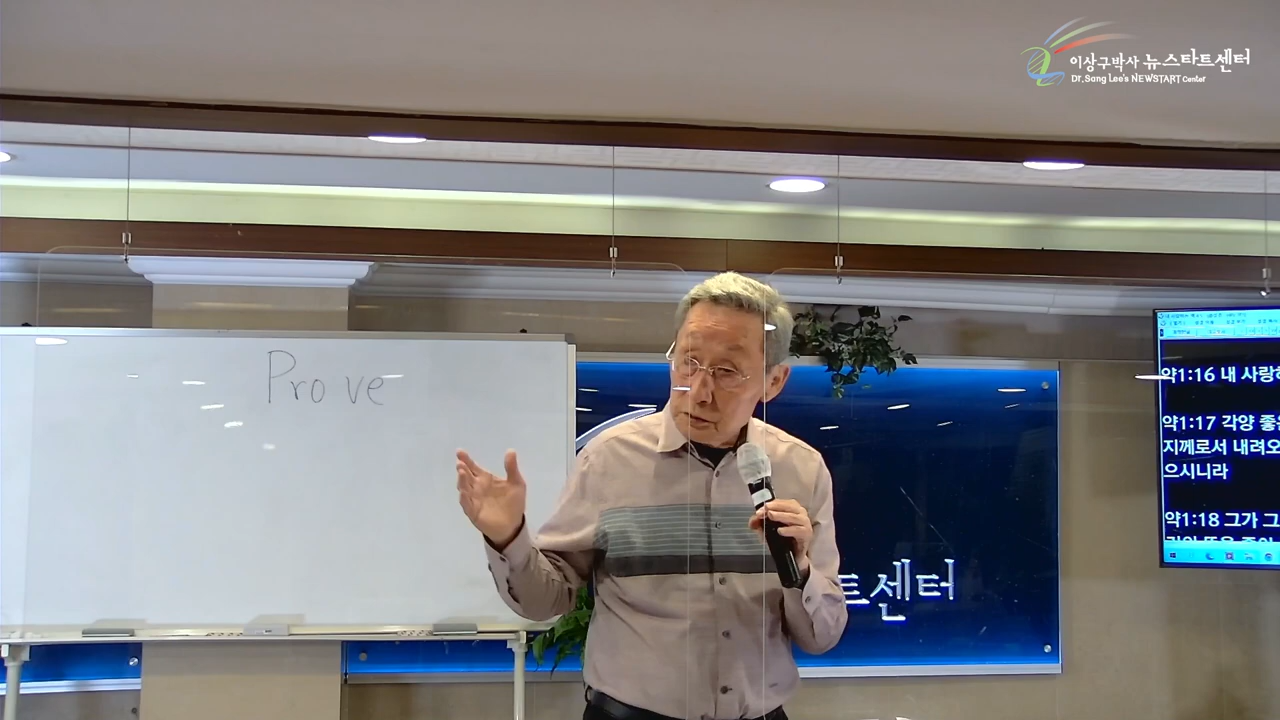 이상구박사 뉴스타트센터
Dr. Sang Lee's NEWSTART Center
Prove
약1:16 내 사랑하
약1:17 각양 좋은
지께로서 내려오
으시니라
약1:18 그가 그
트센터